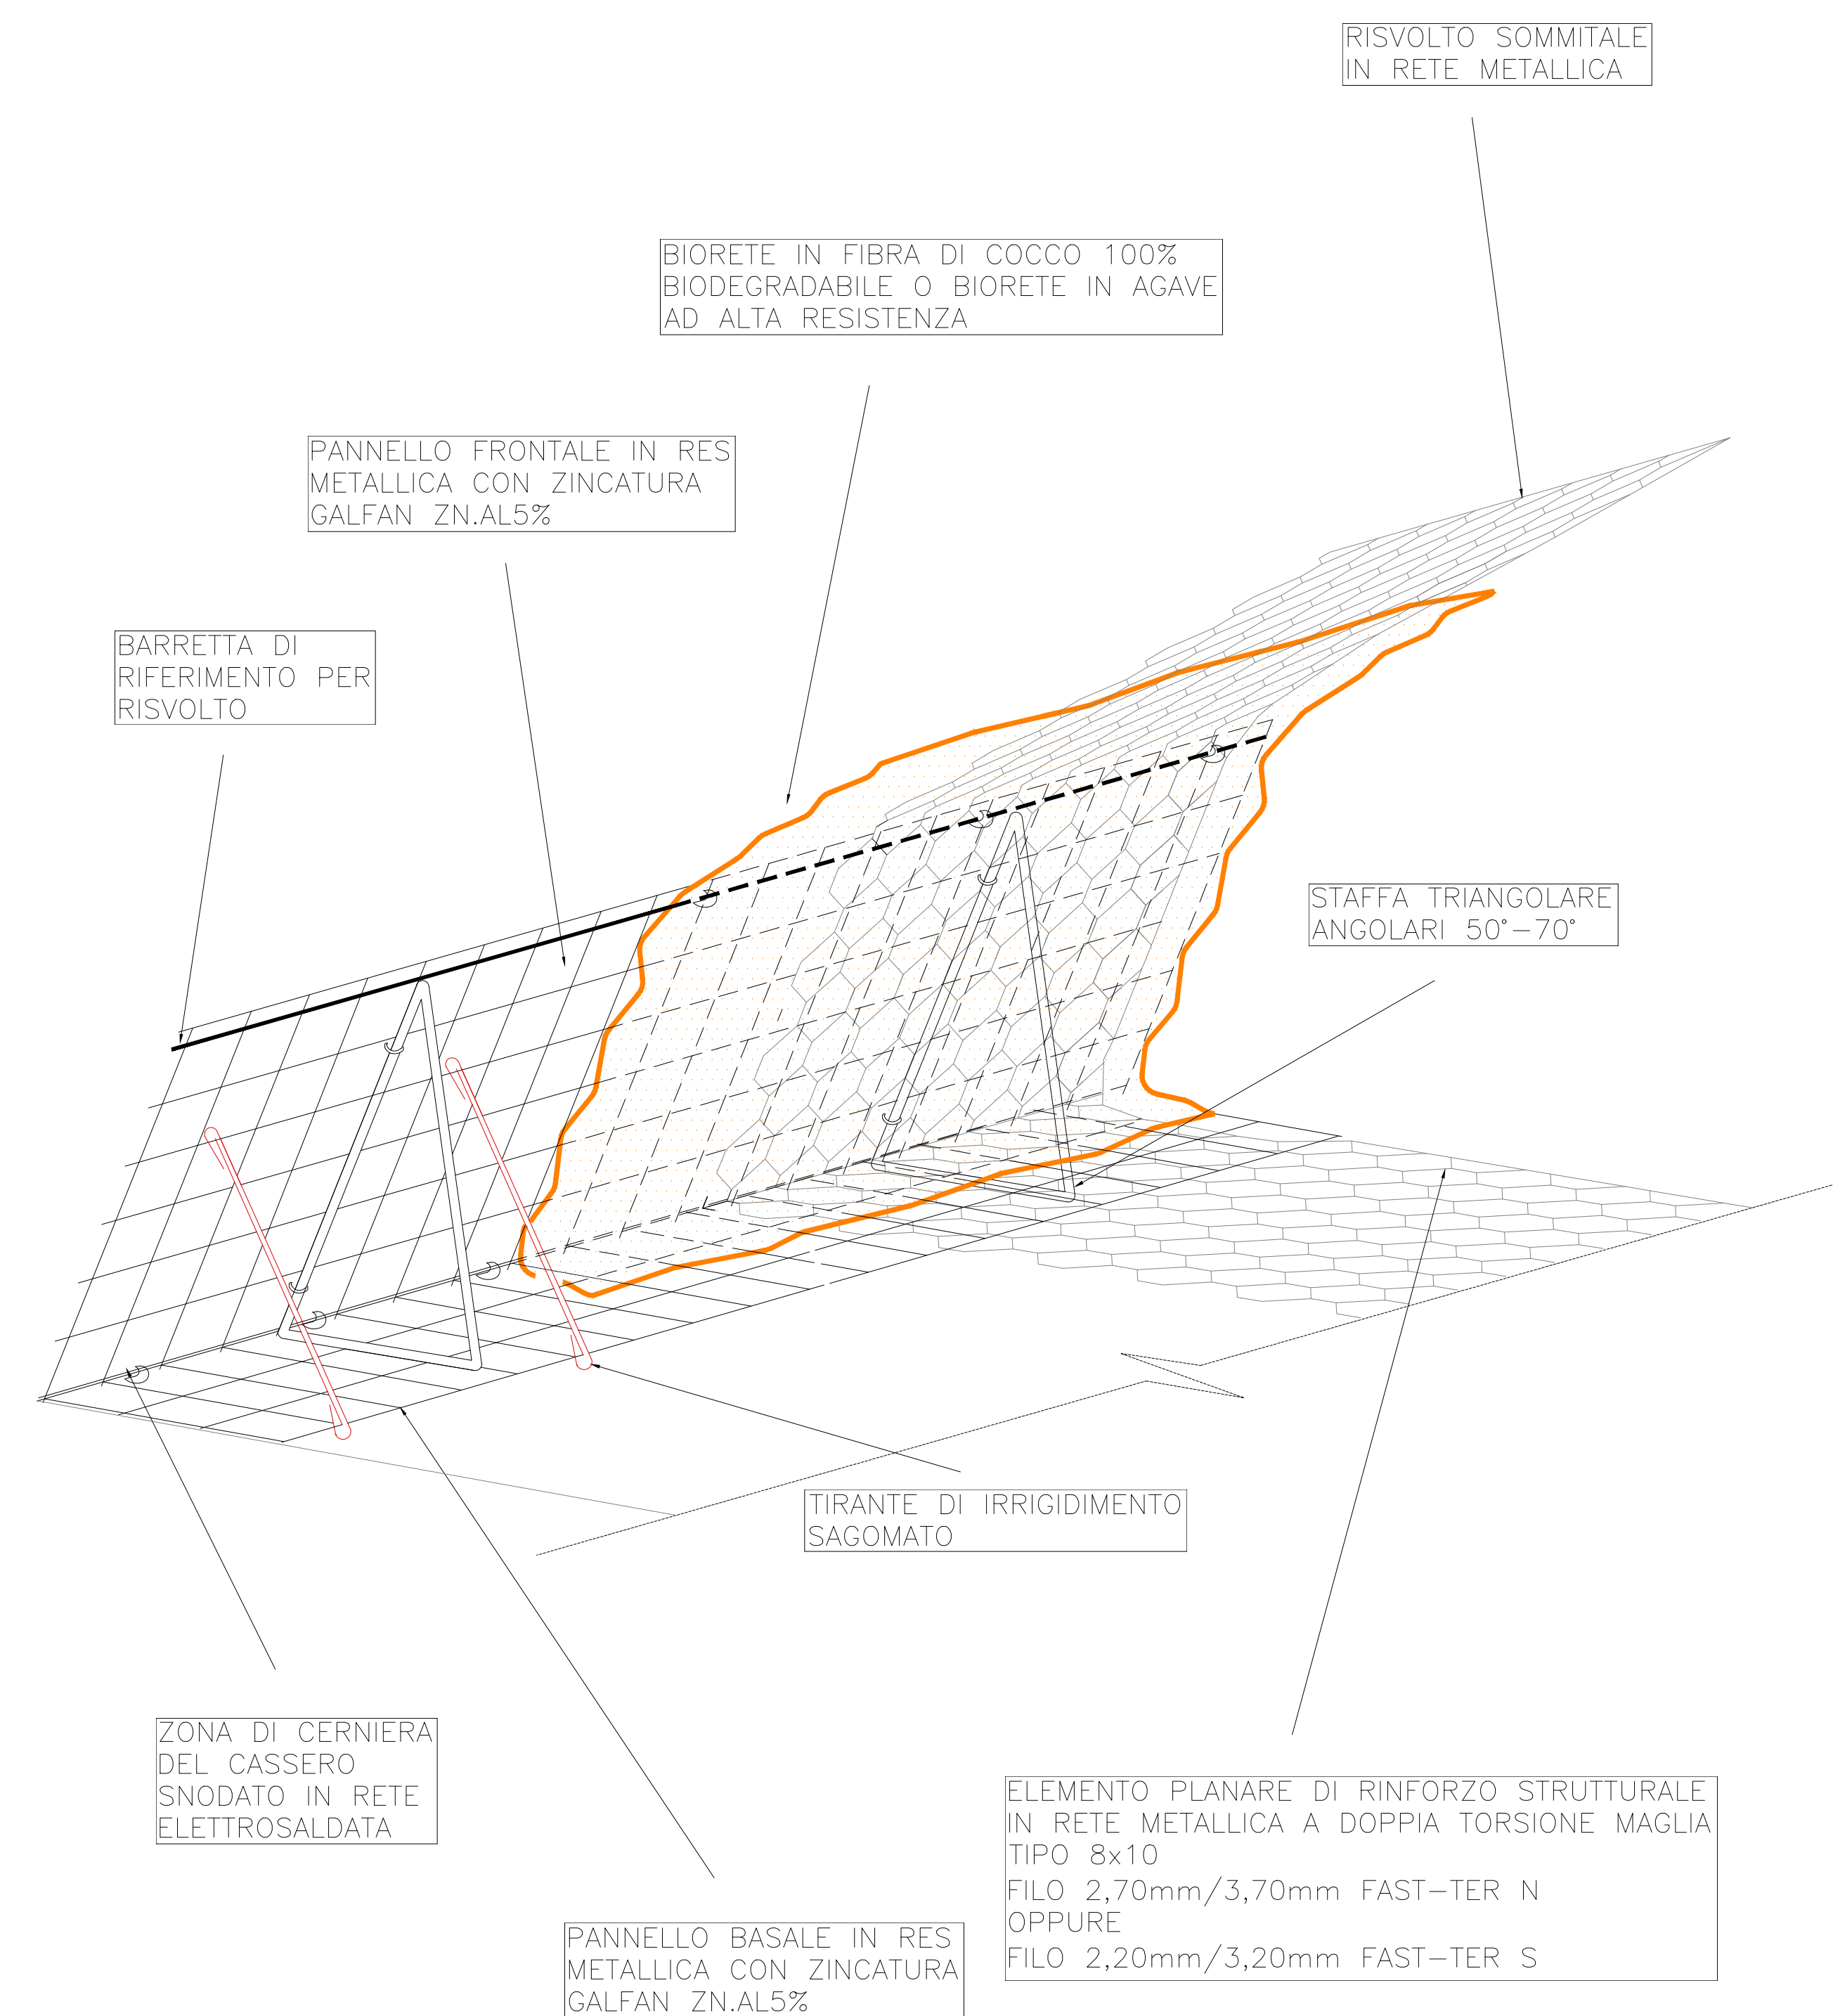 RISVOLTO SOMMITALE
IN RETE METALLICA
BIORETE IN FIBRA DI COCCO 100%
BIODEGRADABILE O BIORETE IN AGAVE
AD ALTA RESISTENZA
PANNELLO FRONTALE IN RES
METALLICA CON ZINCATURA
GALFAN ZN.AL5%
BARRETTA DI
RIFERIMENTO PER
RISVOLTO
STAFFA TRIANGOLARE
ANGOLARI 50°-70°
TIRANTE DI IRRIGIDIMENTO
SAGOMATO
ZONA DI CERNIERA
DEL CASSERO
SNODATO IN RETE
ELETTROSALDATA
ELEMENTO PLANARE DI RINFORZO STRUTTURALE
IN RETE METALLICA A DOPPIA TORSIONE MAGLIA
TIPO 8x10
FILO 2,70mm/3,70mm FAST-TER N
OPPURE
FILO 2,20mm/3,20mm FAST-TER S
PANNELLO BASALE IN RES
METALLICA CON ZINCATURA
GALFAN ZN.AL5%